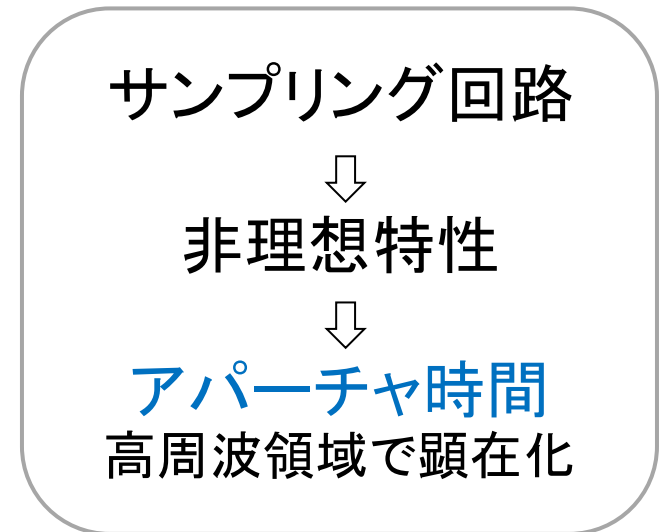 サンプリング回路
非理想特性
アパーチャ時間
高周波領域で顕在化